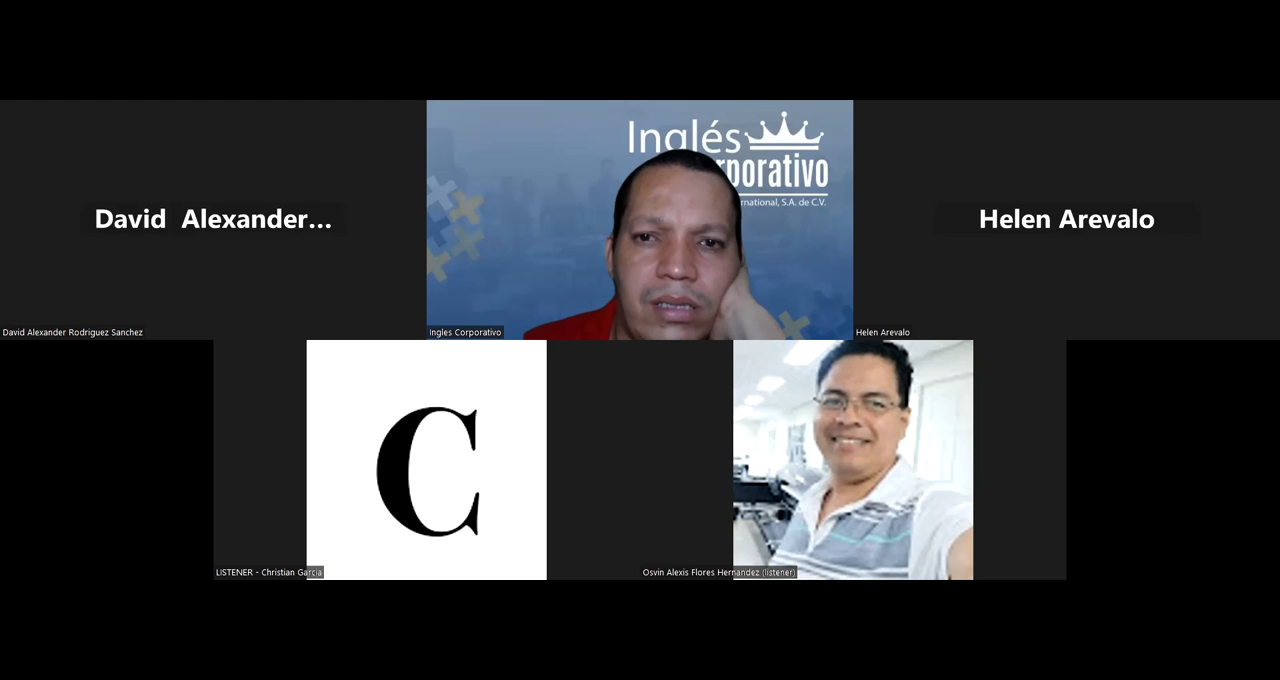 David Alexander...
David Alexander Rodriguez Sanchez
Inglés
porativo
rnational, S.A. de C.V.
Ingles Corporativo
Helen Arevalo
Helen Arevalo
C
LISTENER - Christian Garcia
Osvin Alexis Flores Hernandez (listener)